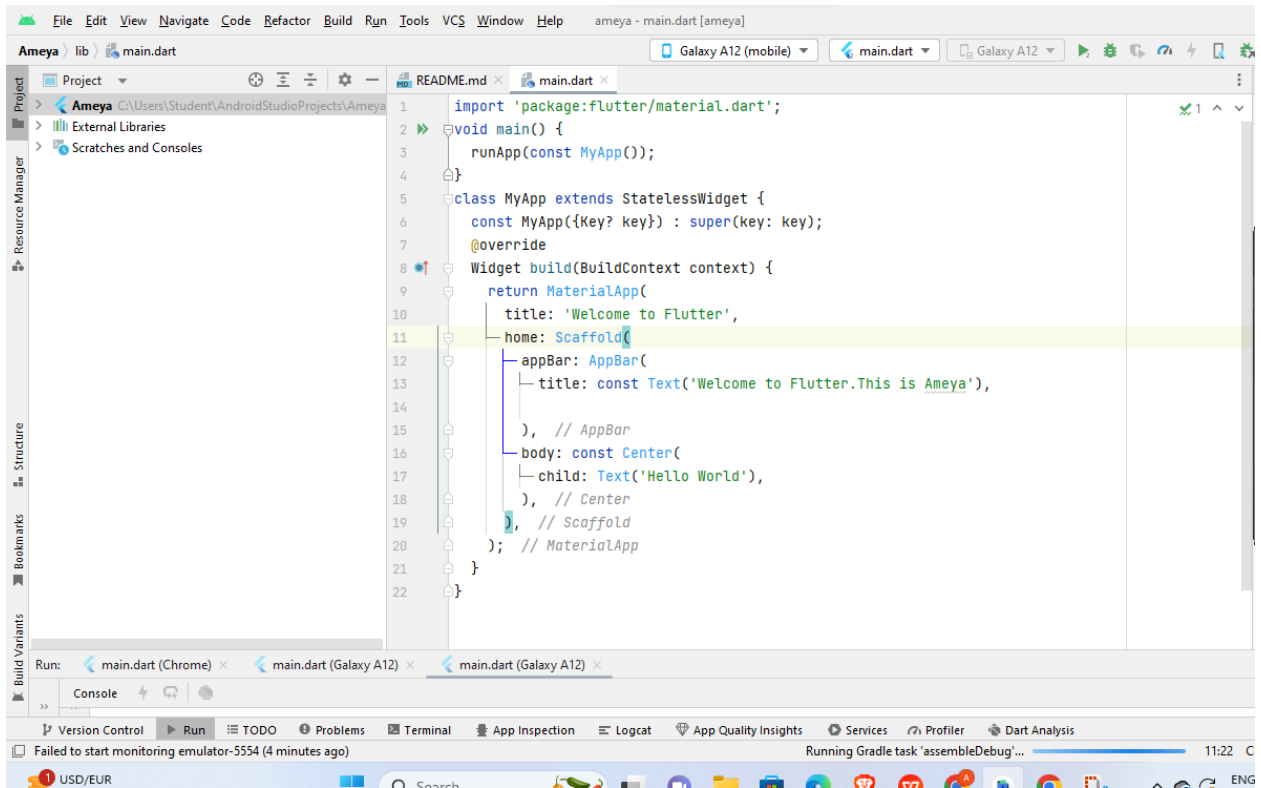 File Edit View Navigate Code Refactor Build Run Tools VCS Window Help ameya - main.dart [ameya]
Ameya lib main.dart Galaxy A12 (mobile) main.dart Galaxy A12
Project README.md main.dart
Project
Resource Manager
Structure
Bookmarks
Build Variants
Ameya C:\Users\Student\AndroidStudioProjects\Ameya
External Libraries
Scratches and Consoles
1 import 'package:flutter/material.dart';
2 void main() {
3 runApp(const MyApp());
4 }
5 class MyApp extends StatelessWidget {
6 const MyApp({Key? key}) : super(key: key);
7 @override
8 Widget build(BuildContext context) {
9 return MaterialApp(
10 title: 'Welcome to Flutter',
11 home: Scaffold(
12 appBar: AppBar(
13 title: const Text('Welcome to Flutter.This is Ameya'),
14
15 ), // AppBar
16 body: const Center(
17 child: Text('Hello World'),
18 ), // Center
19 ), // Scaffold
20 ); // MaterialApp
21 }
22 }
1
Run: main.dart (Chrome) main.dart (Galaxy A12) main.dart (Galaxy A12)
Console
Version Control Run TODO Problems Terminal App Inspection Logcat App Quality Insights Services Profiler Dart Analysis
Failed to start monitoring emulator-5554 (4 minutes ago) Running Gradle task 'assembleDebug'... 11:22
1 USD/EUR Search ENG